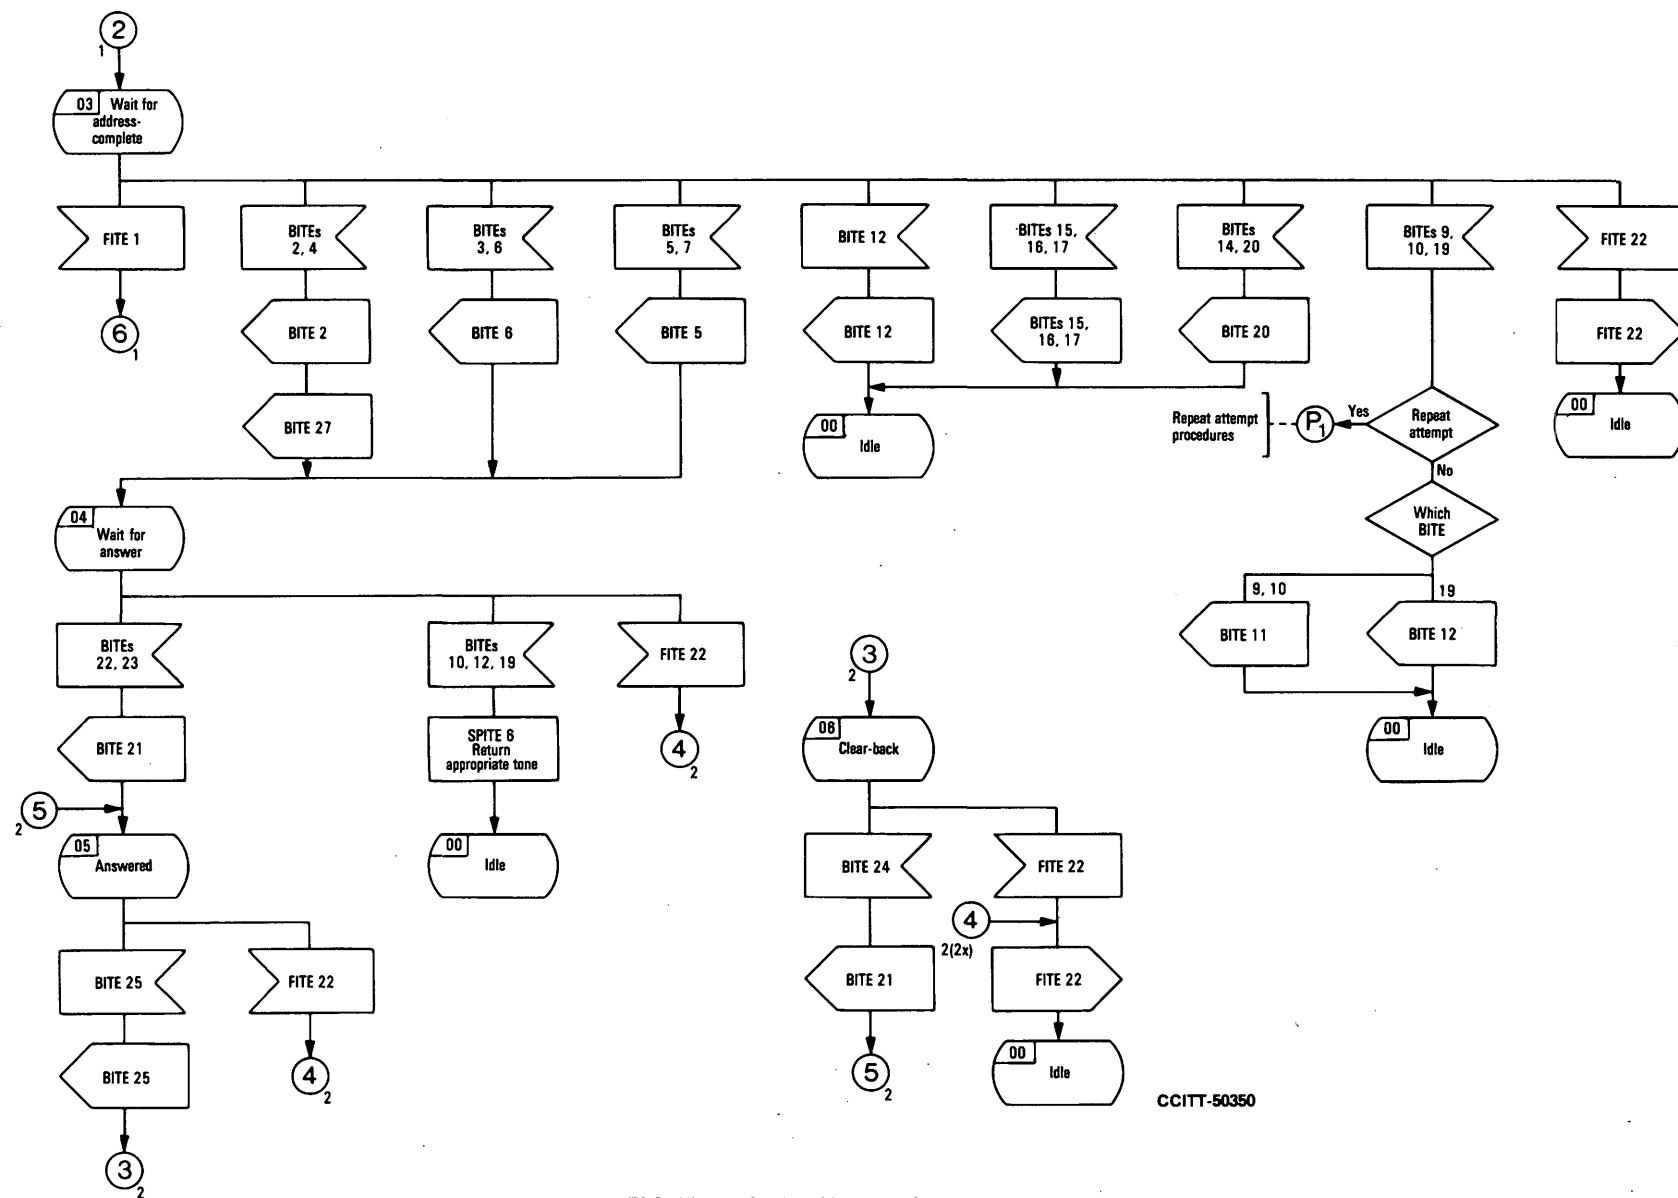 2
1
03 Wait for
address-
complete
FITE 1
BITEs
2, 4
BITEs
3, 6
BITEs
5, 7
BITE 12
BITEs 15,
16, 17
BITEs
14, 20
BITEs 9,
10, 19
FITE 22
6
1
BITE 2
BITE 6
BITE 5
BITE 12
BITEs 15,
16, 17
BITE 20
FITE 22
BITE 27
00
Idle
Repeat attempt
procedures
P1
Yes
Repeat
attempt
00
Idle
No
04
Wait for
answer
Which
BITE
9, 10
19
BITEs
22, 23
BITEs
10, 12, 19
FITE 22
3
2
BITE 11
BITE 12
BITE 21
SPITE 6
Return
appropriate tone
4
2
06
Clear-back
00
Idle
5
2
05
Answered
00
Idle
BITE 24
FITE 22
4
2(2x)
BITE 25
FITE 22
BITE 21
FITE 22
BITE 25
4
2
5
2
00
Idle
CCITT-50350
3
2